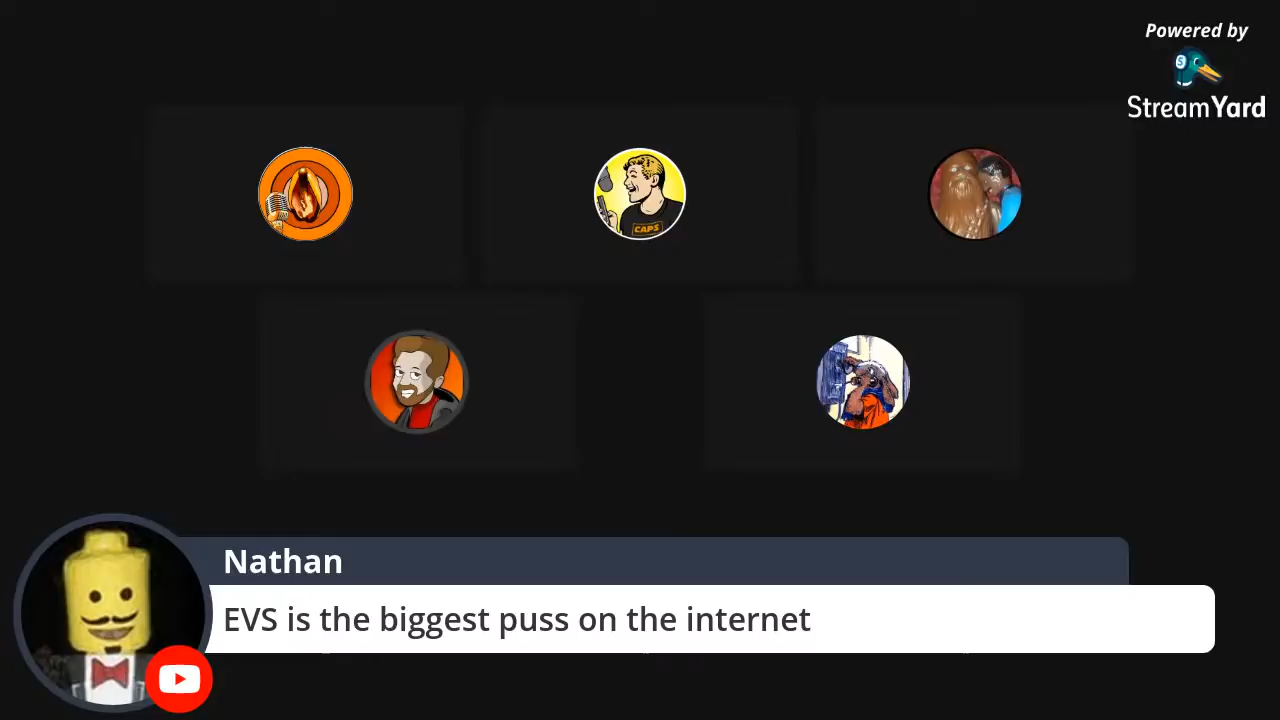 Powered by
StreamYard
CAPS
Nathan
EVS is the biggest puss on the internet